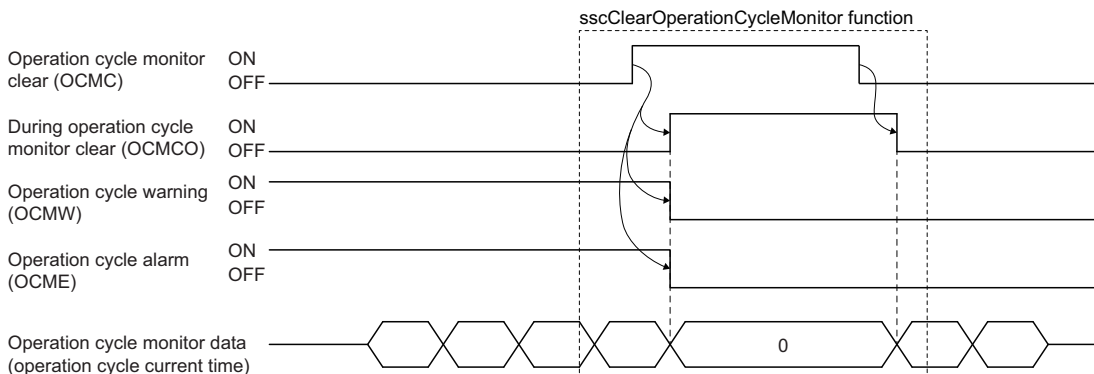 sscClearOperationCycleMonitor function
Operation cycle monitor
clear (OCMC)
ON
OFF
During operation cycle
monitor clear (OCMCO)
ON
OFF
Operation cycle warning
(OCMW)
ON
OFF
Operation cycle alarm
(OCME)
ON
OFF
Operation cycle monitor data
(operation cycle current time)
0